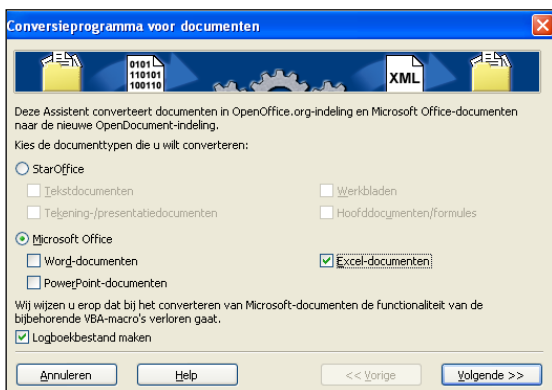 Conversieprogramma voor documenten
0101
110101
100110
XML
Deze Assistent converteert documenten in OpenOffice.org-indeling en Microsoft Office-documenten
naar de nieuwe OpenDocument-indeling.
Kies de documenttypen die u wilt converteren:
StarOffice
Tekstdocumenten
Werkbladen
Tekening-/presentatiedocumenten
Hoofddocumenten/formules
Microsoft Office
Word-documenten
Excel-documenten
PowerPoint-documenten
Wij wijzen u erop dat bij het converteren van Microsoft-documenten de functionaliteit van de
bijbehorende VBA-macro's verloren gaat.
Logboekbestand maken
Annuleren
Help
<< Vorige
Volgende >>